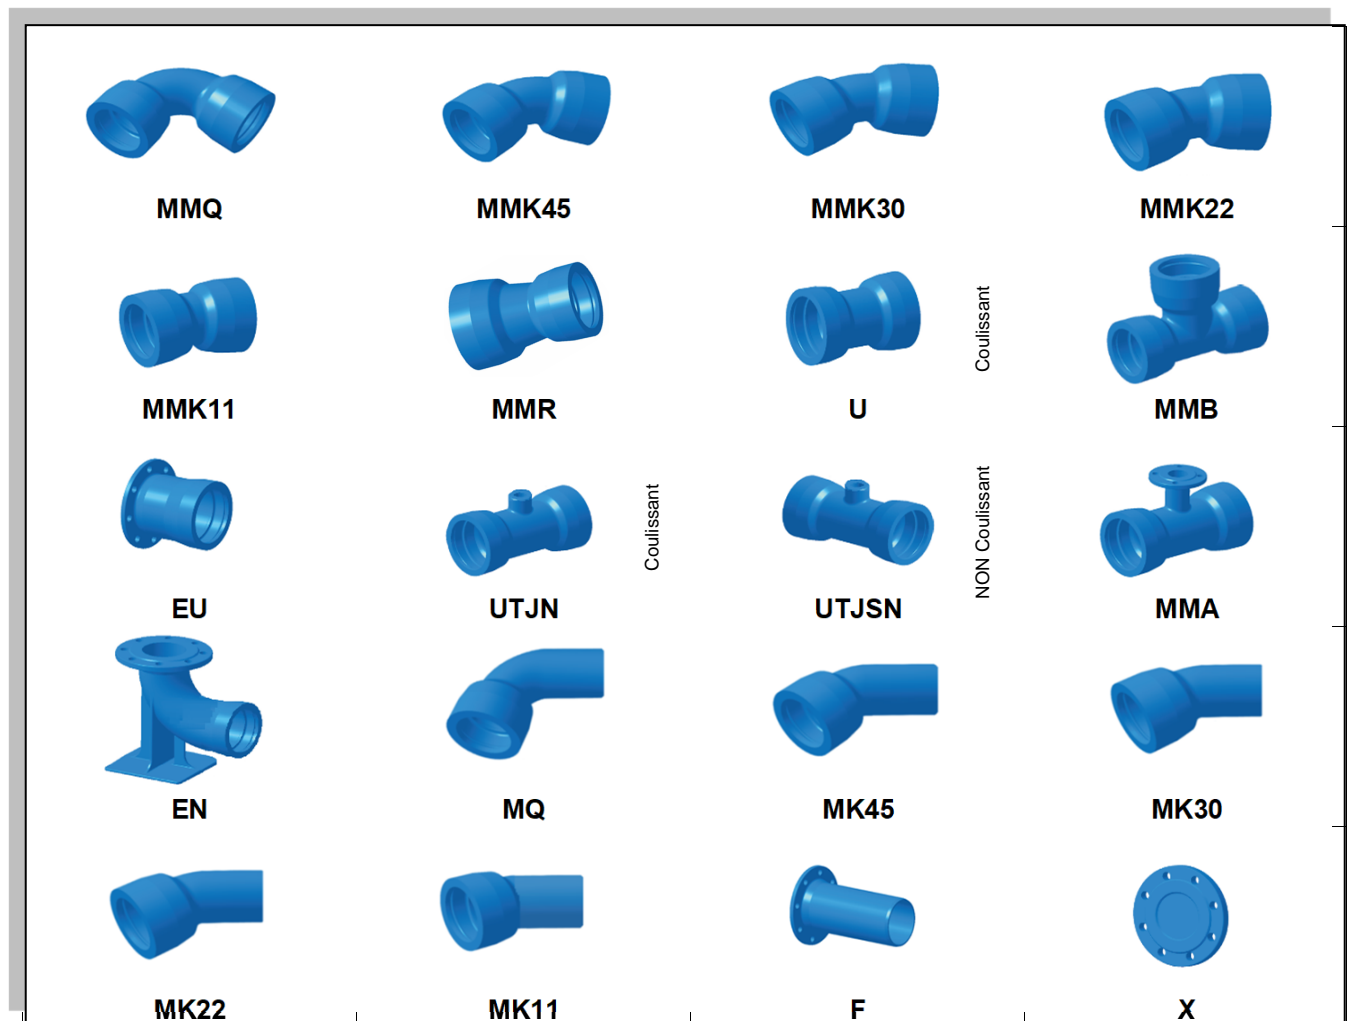 MMQ
MMK45
MMK30
MMK22
MMK11
MMR
U
Coulissant
MMB
EU
UTJN
Coulissant
UTJSN
NON Coulissant
MMA
EN
MQ
MK45
MK30
MK22
MK11
F
X